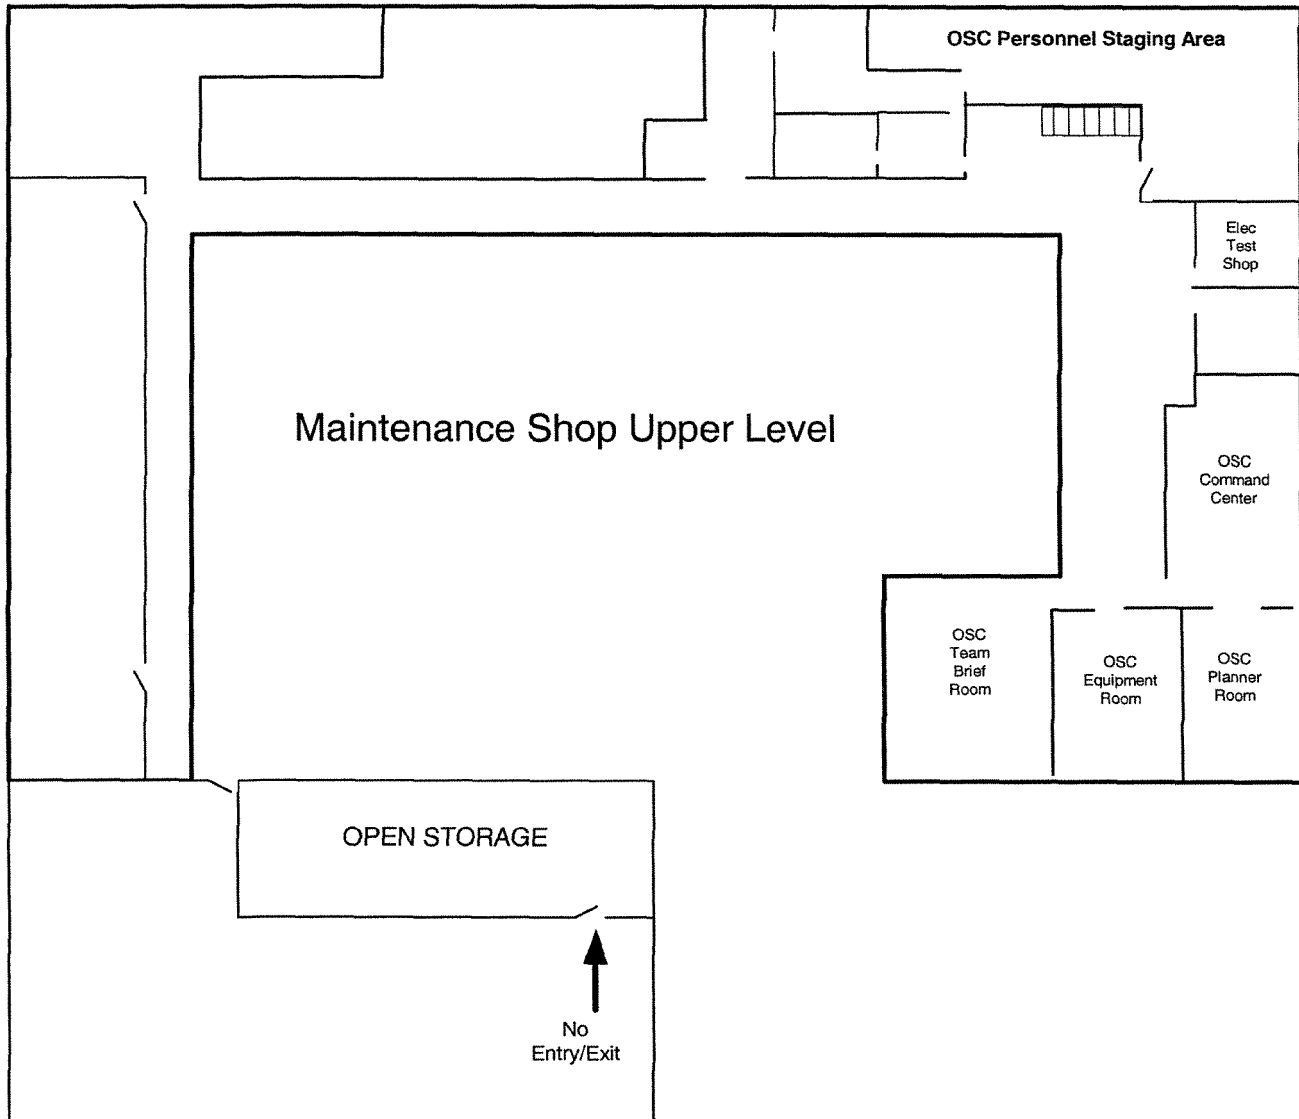 OSC Personnel Staging Area
Elec
Test
Shop
Maintenance Shop Upper Level
OSC
Command
Center
OSC
Team
Brief
Room
OSC
Equipment
Room
OSC
Planner
Room
OPEN STORAGE
No
Entry/Exit